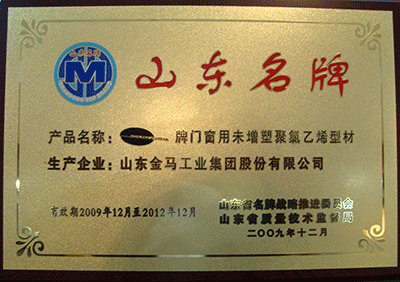 山东名牌
山东名牌
产品名称： 牌门窗用未增塑聚氯乙烯型材
生产企业：山东金马工业集团股份有限公司
有效期2009年12月至2012年12月
山东省名牌战略推进委员会
山东省质量技术监督局
二〇〇九年十二月